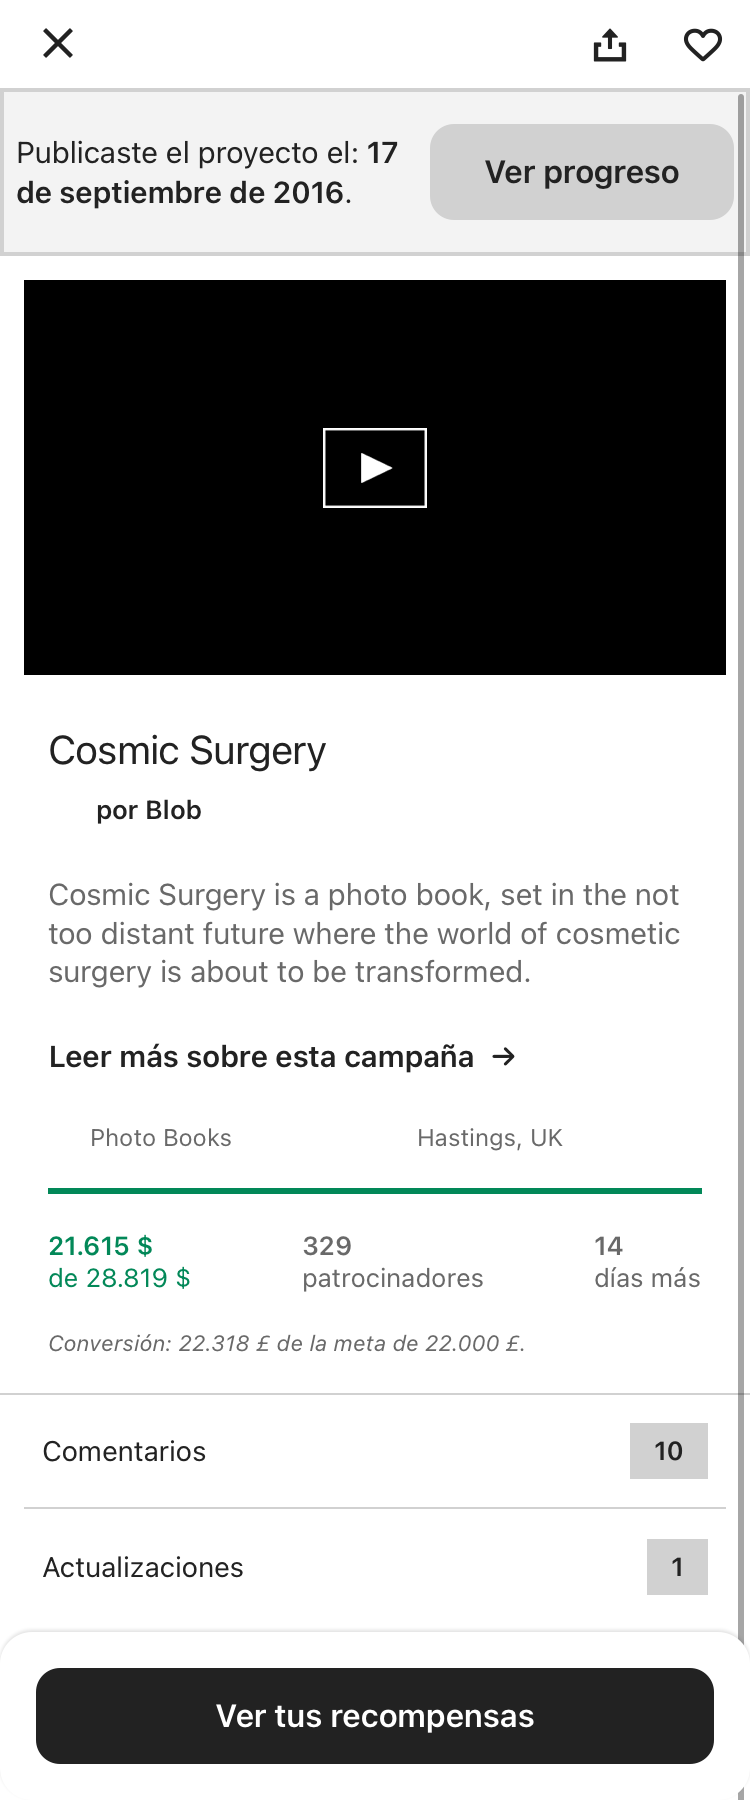 Publicaste el proyecto el: 17
de septiembre de 2016.
Ver progreso
Cosmic Surgery
por Blob
Cosmic Surgery is a photo book, set in the not
too distant future where the world of cosmetic
surgery is about to be transformed.
Leer más sobre esta campaña →
Photo Books
Hastings, UK
21.615 $
de 28.819 $
329
patrocinadores
14
días más
Conversión: 22.318 £ de la meta de 22.000 £.
Comentarios
10
Actualizaciones
1
Ver tus recompensas